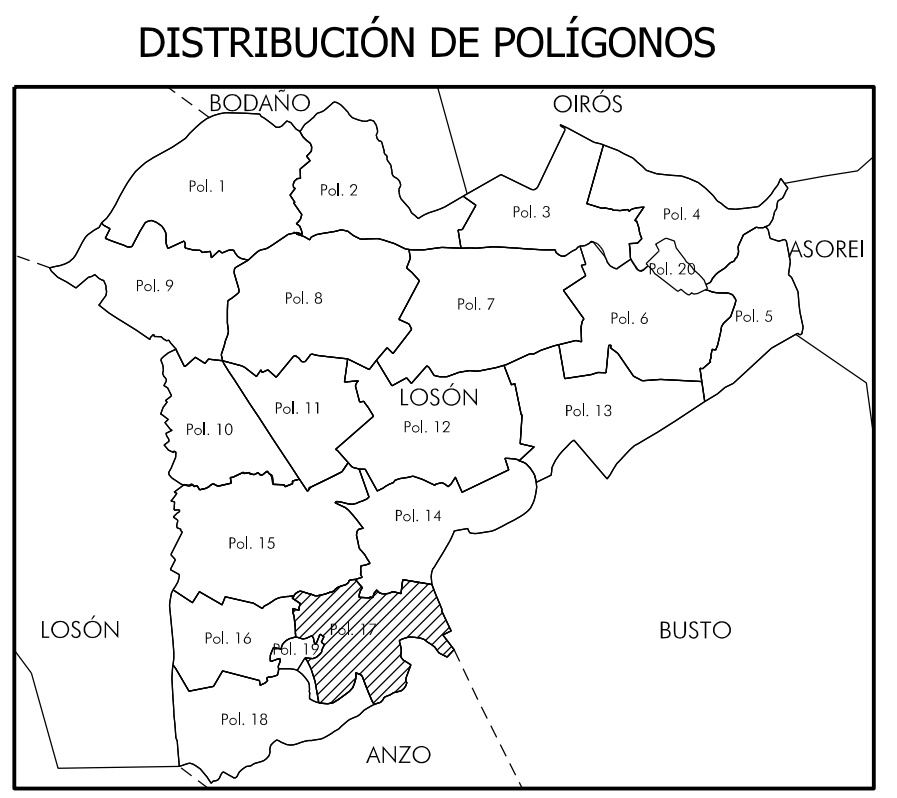 DISTRIBUCIÓN DE POLÍGONOS
BODAÑO
OIRÓS
Pol. 1
Pol. 2
Pol. 3
Pol. 4
ASOREI
Pol. 20
Pol. 9
Pol. 8
Pol. 7
Pol. 6
Pol. 5
LOSÓN
Pol. 11
Pol. 13
Pol. 10
Pol. 12
Pol. 14
Pol. 15
LOSÓN
Pol. 16
Pol. 17
BUSTO
Pol. 19
Pol. 18
ANZO